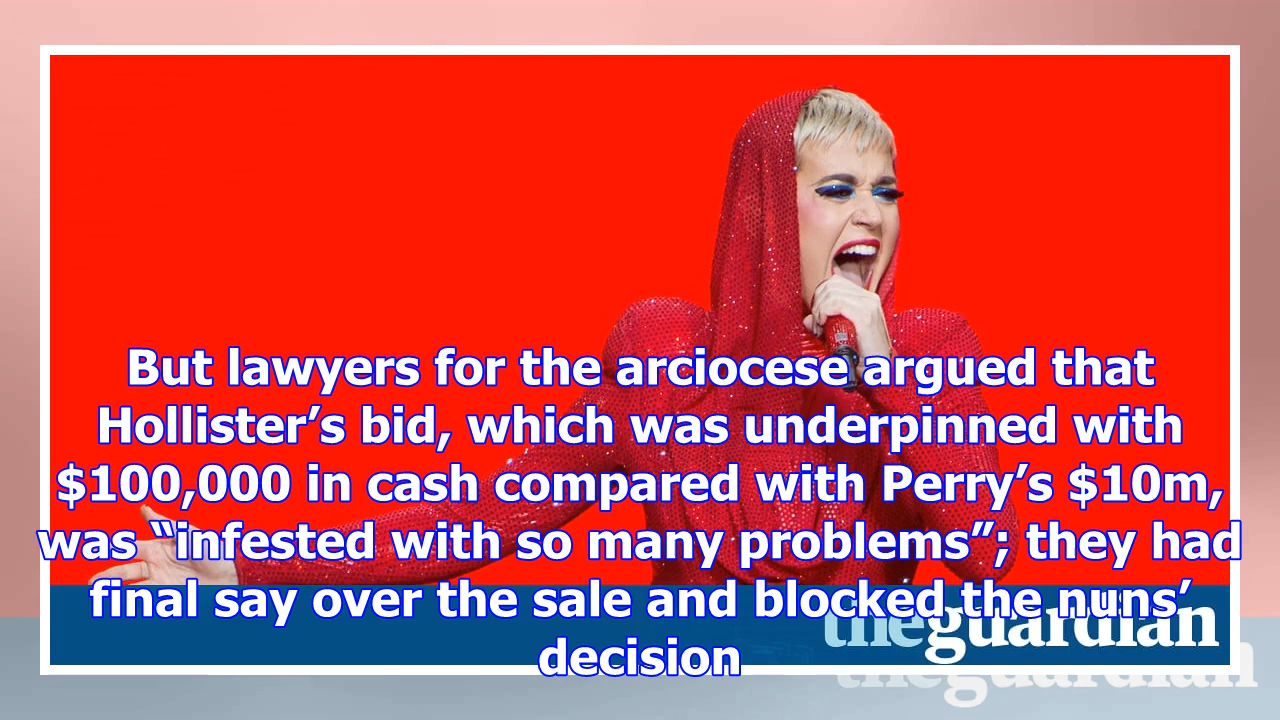 But lawyers for the arciocese argued that
Hollister’s bid, which was underpinned with
$100,000 in cash compared with Perry’s $10m,
was “infested with so many problems”; they had
final say over the sale and blocked the nuns’
decision
theguardian
theguardian